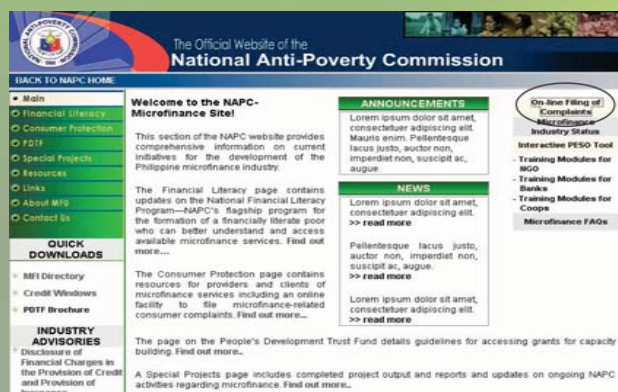 The Official Website of the
National Anti-Poverty Commission
BACK TO NAPC HOME
Main
Financial Literacy
Consumer Protection
PDTF
Special Projects
Resources
Links
About MFU
Contact Us
QUICK
DOWNLOADS
MFI Directory
Credit Windows
PDTF Brochure
INDUSTRY
ADVISORIES
Disclosure of
Financial Charges in
the Provision of Credit
and Provision of
Welcome to the NAPC-
Microfinance Site!
This section of the NAPC website provides
comprehensive information on current
initiatives for the development of the
Philippine microfinance industry.
The Financial Literacy page contains
updates on the National Financial Literacy
Program—NAPC's flagship program for
the formation of a financially literate poor
who can better understand and access
available microfinance services. Find out
more...
The Consumer Protection page contains
resources for providers and clients of
microfinance services including an online
facility to file microfinance-related
consumer complaints. Find out more...
The page on the People's Development Trust Fund details guidelines for accessing grants for capacity
building. Find out more..
A Special Projects page includes completed project output and reports and updates on ongoing NAPC
activities regarding microfinance. Find out more..
ANNOUNCEMENTS
Lorem ipsum dolor sit amet,
consectetuer adipiscing elit.
Mauris enim. Pellentesque
lacus justo, auctor non,
imperdiet non, suscipit ac,
augue.
NEWS
Lorem ipsum dolor sit amet,
consectetuer adipiscing elit.
>> read more
Pellentesque lacus justo,
auctor non, imperdiet non,
suscipit ac, augue.
>> read more
Lorem ipsum dolor sit amet,
consectetuer adipiscing elit.
>> read more
On-line Filing of
Complaints
Microfinance
Industry Status
Interactive PESO Tool
- Training Modules for
NGO
- Training Modules for
Banks
- Training Modules for
Coops
Microfinance FAQs